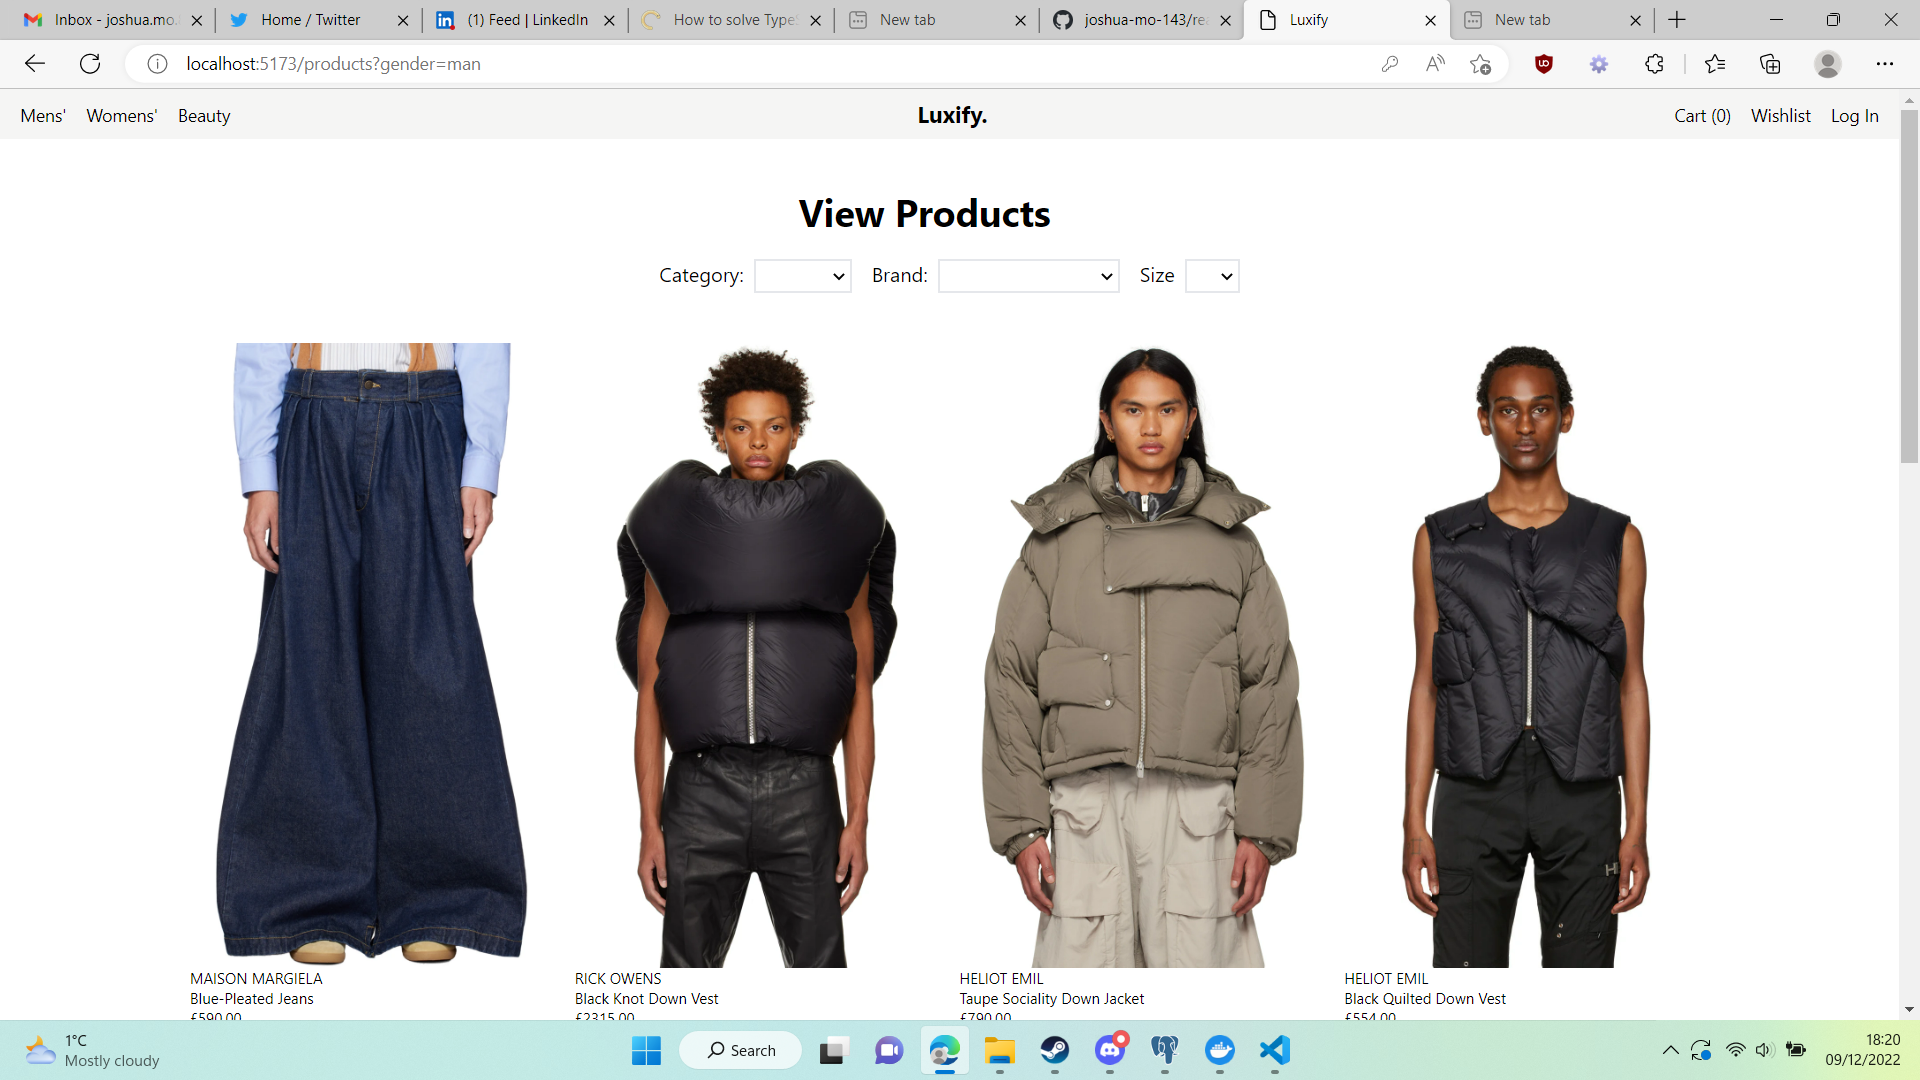 Inbox - joshua.mo.
Home / Twitter
(1) Feed | LinkedIn
How to solve Type
New tab
joshua-mo-143/re
Luxify
New tab
localhost:5173/products?gender=man
Mens' Womens' Beauty
Luxify.
Cart (0) Wishlist Log In
View Products
Category: Brand: Size
MAISON MARGIELA
Blue-Pleated Jeans
£590.00
RICK OWENS
Black Knot Down Vest
£2315.00
HELIOT EMIL
Taupe Sociality Down Jacket
£790.00
HELIOT EMIL
Black Quilted Down Vest
£554.00
1°C
Mostly cloudy
Search
18:20
09/12/2022